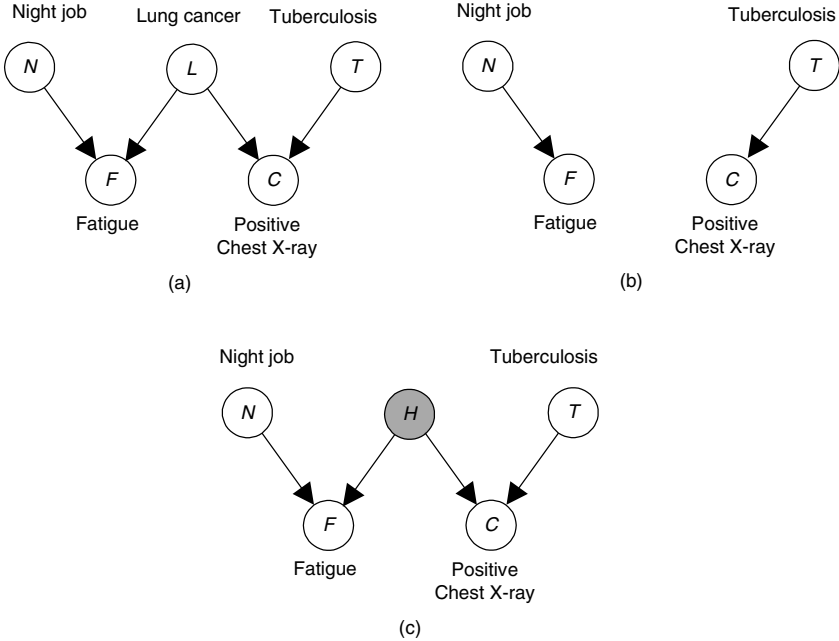 Night job Lung cancer Tuberculosis
N L T
F C
Fatigue Positive
Chest X-ray
(a)
Night job Tuberculosis
N T
F C
Fatigue Positive
Chest X-ray
(b)
Night job Tuberculosis
N H T
F C
Fatigue Positive
Chest X-ray
(c)